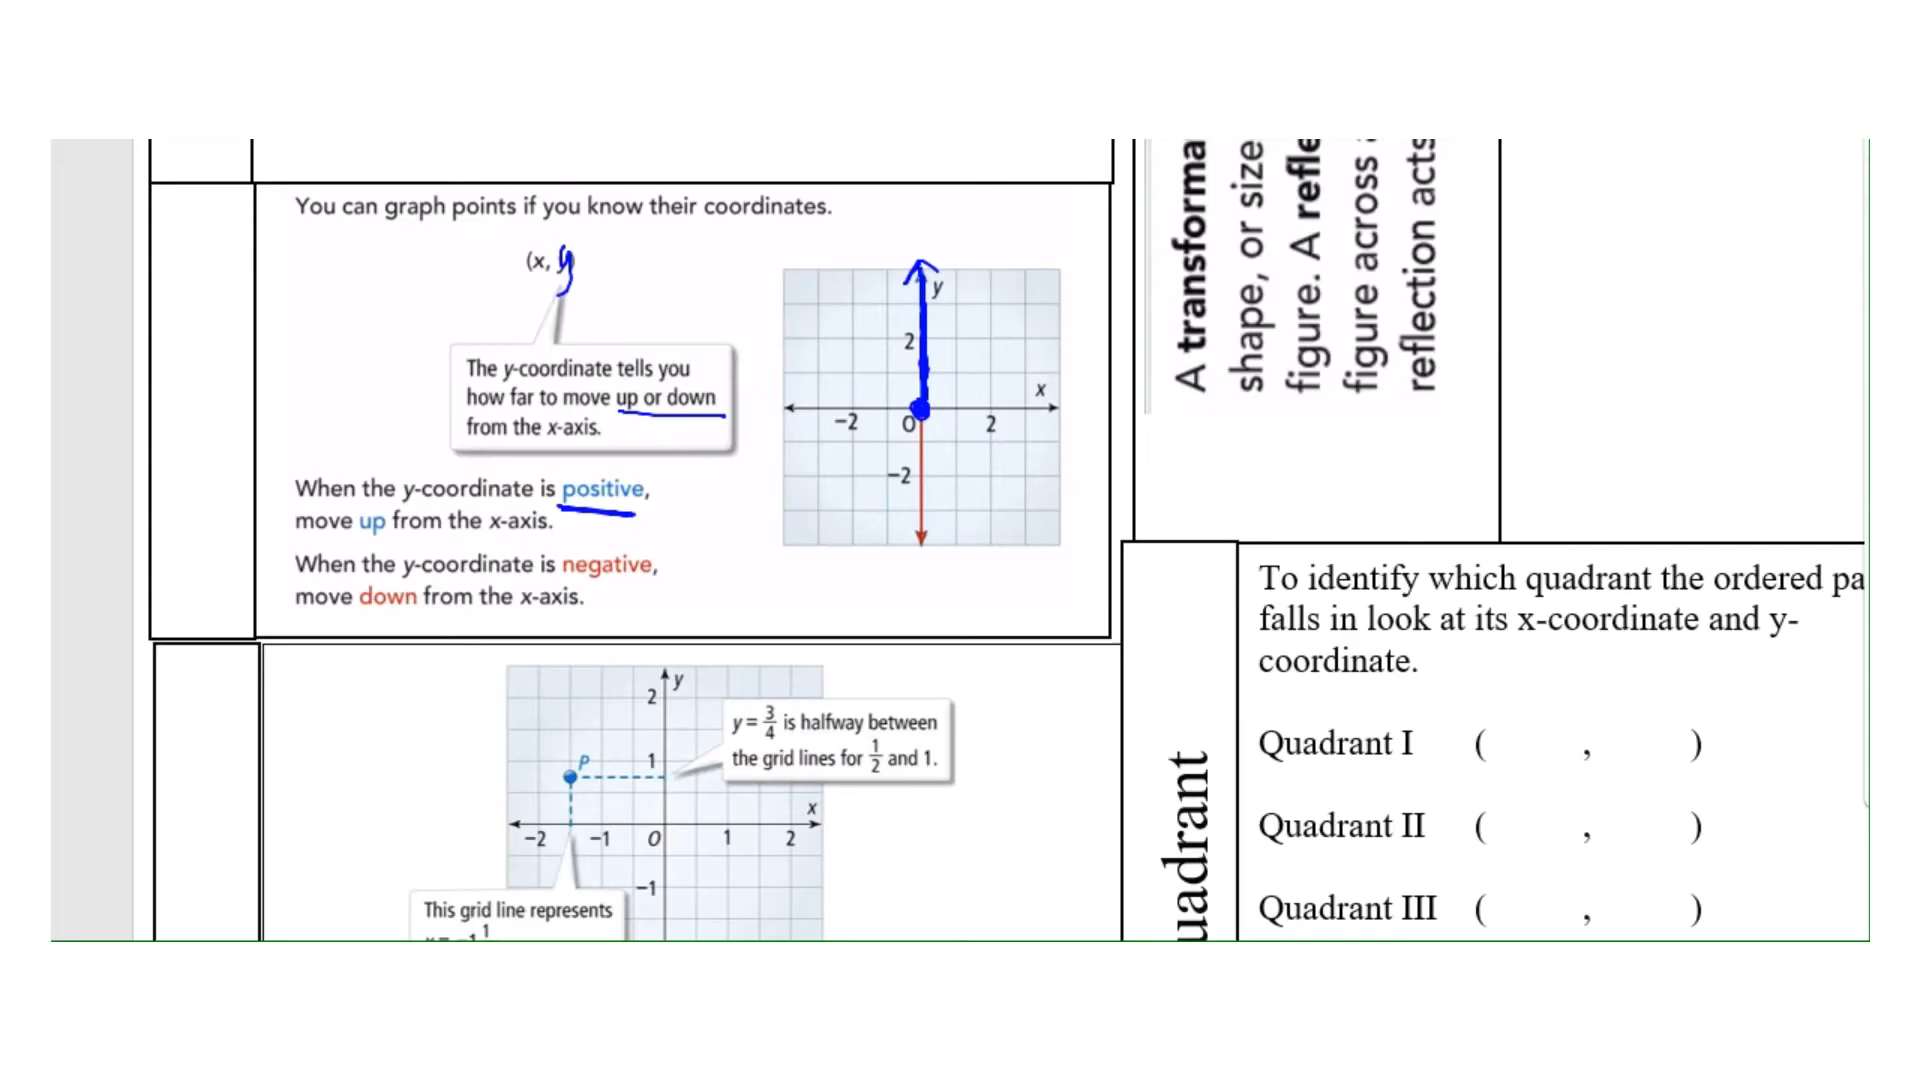 You can graph points if you know their coordinates.
(x, y)
The y-coordinate tells you
how far to move up or down
from the x-axis.
When the y-coordinate is positive,
move up from the x-axis.
When the y-coordinate is negative,
move down from the x-axis.
y
2
x
−2
O
2
−2
y
2
y = 3/4 is halfway between
the grid lines for 1/2 and 1.
P
1
x
−2
−1
O
1
2
−1
This grid line represents
A transforma
shape, or size
figure. A refle
figure across
reflection acts
uadrant
To identify which quadrant the ordered pa
falls in look at its x-coordinate and y-
coordinate.
Quadrant I ( , )
Quadrant II ( , )
Quadrant III ( , )